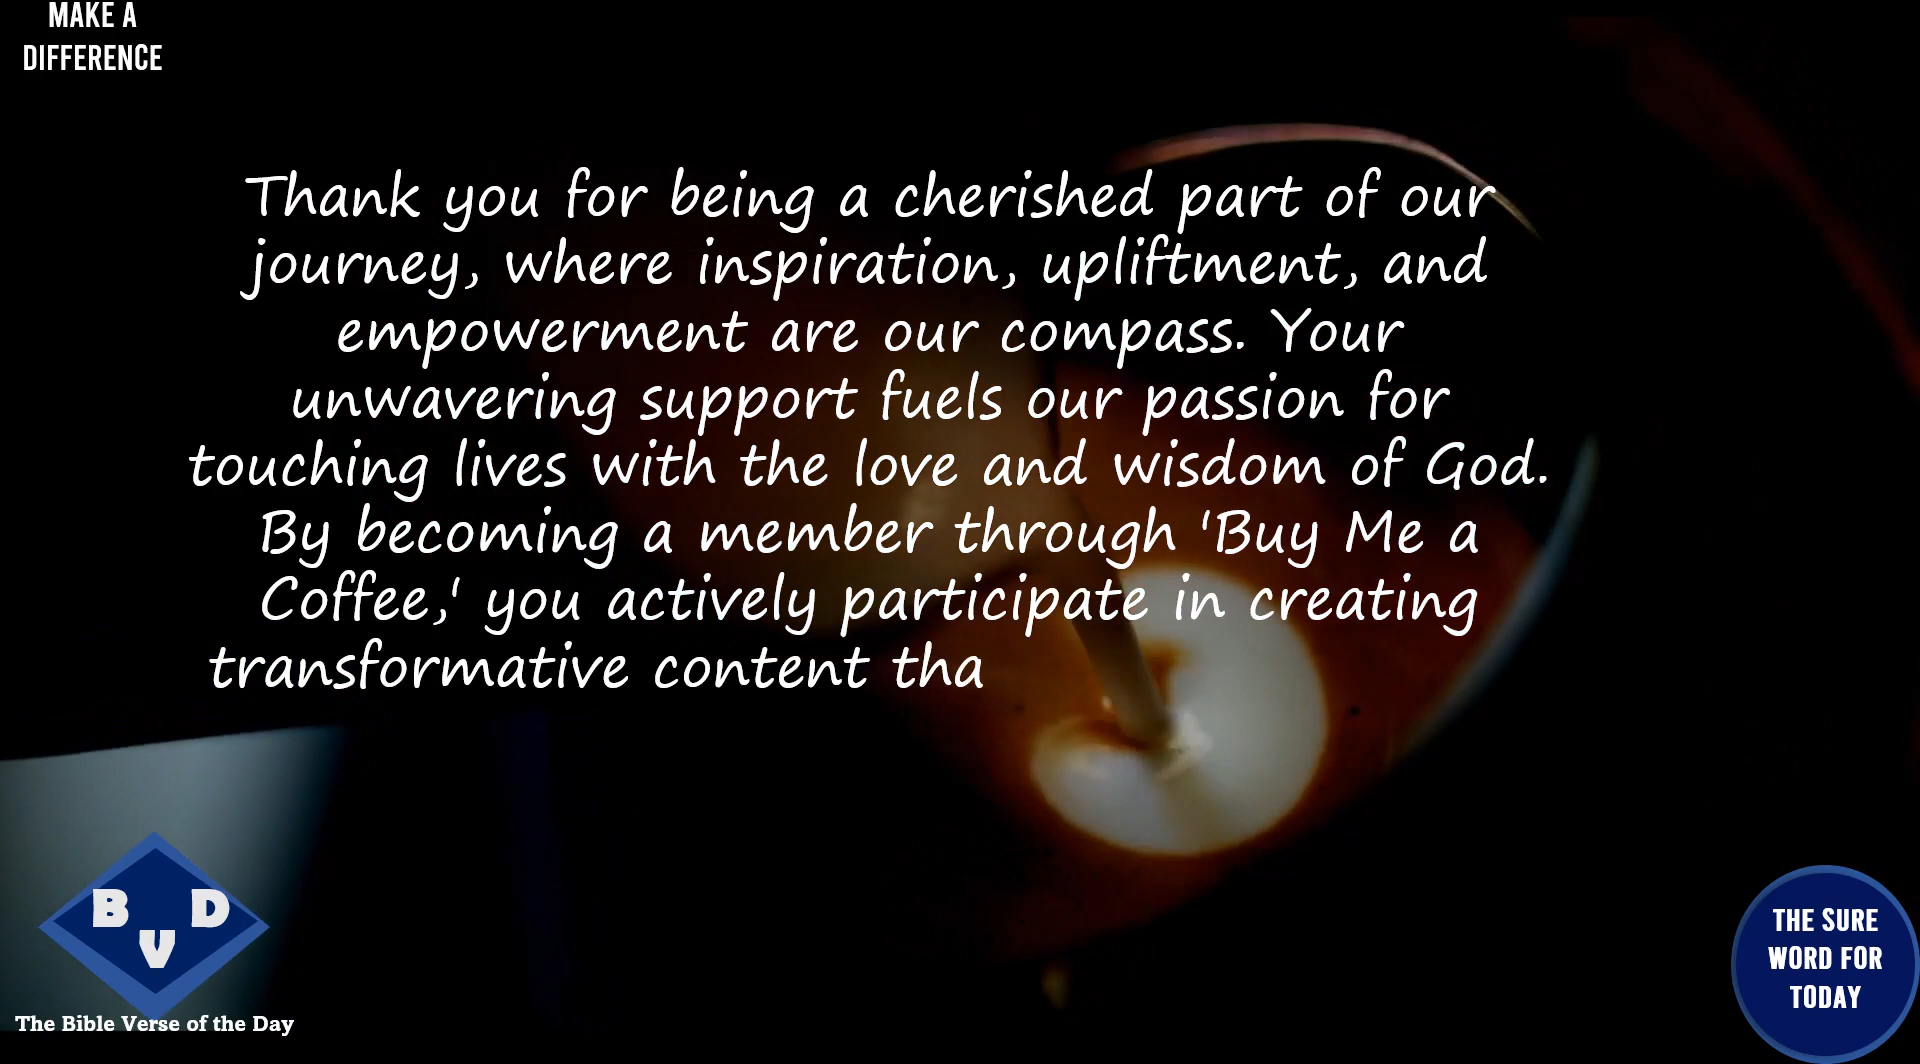 MAKE A
DIFFERENCE
Thank you for being a cherished part of our
journey, where inspiration, upliftment, and
empowerment are our compass. Your
unwavering support fuels our passion for
touching lives with the love and wisdom of God.
By becoming a member through 'Buy Me a
Coffee,' you actively participate in creating
transformative content tha
B V D
The Bible Verse of the Day
THE SURE
WORD FOR
TODAY